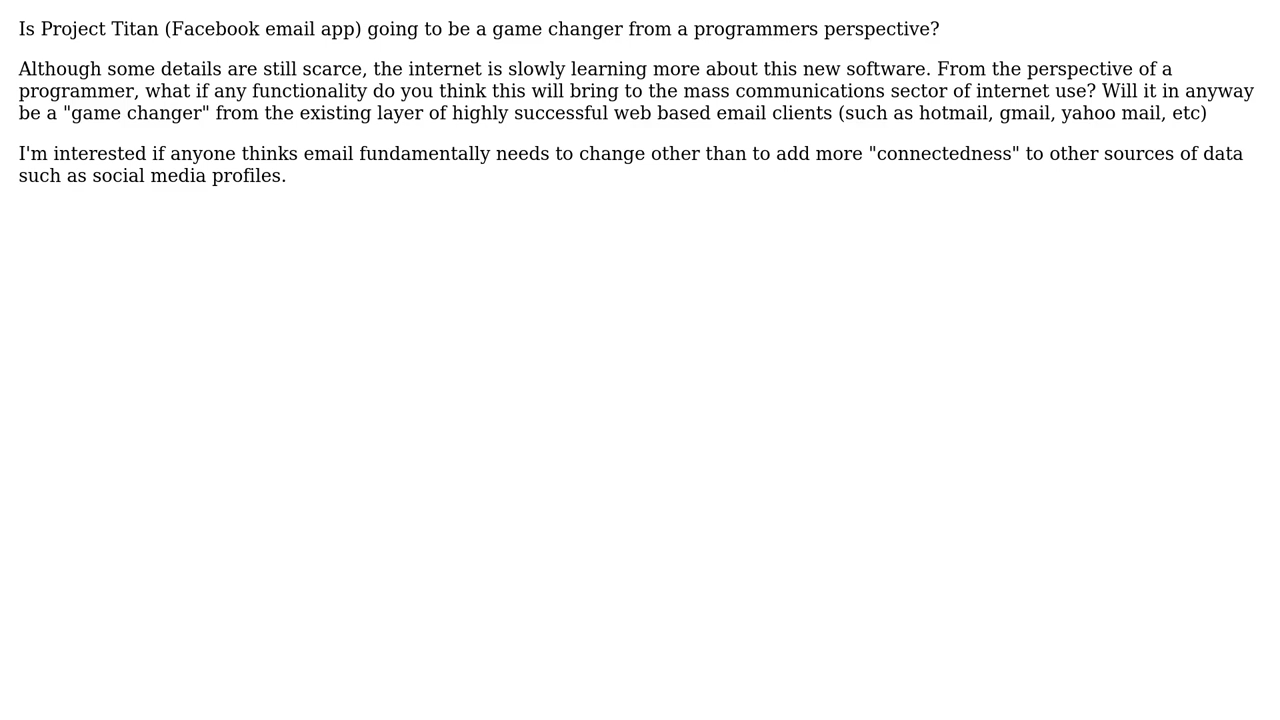 Is Project Titan (Facebook email app) going to be a game changer from a programmers perspective?
Although some details are still scarce, the internet is slowly learning more about this new software. From the perspective of a
programmer, what if any functionality do you think this will bring to the mass communications sector of internet use? Will it in anyway
be a "game changer" from the existing layer of highly successful web based email clients (such as hotmail, gmail, yahoo mail, etc)
I'm interested if anyone thinks email fundamentally needs to change other than to add more "connectedness" to other sources of data
such as social media profiles.